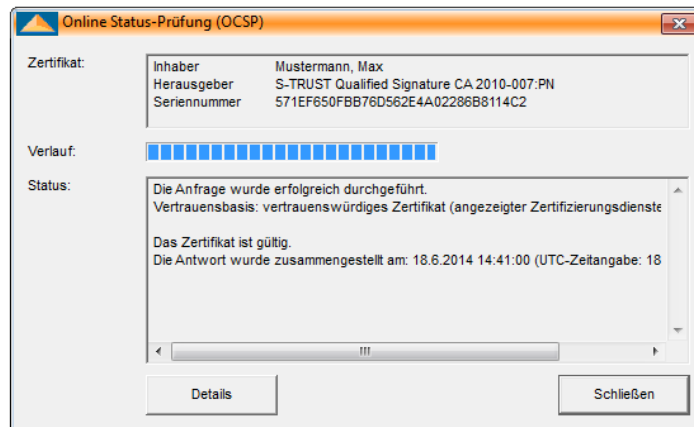 Online Status-Prüfung (OCSP)
Zertifikat:
Inhaber Mustermann, Max
Herausgeber S-TRUST Qualified Signature CA 2010-007:PN
Seriennummer 571EF650FBB76D562E4A02286B8114C2
Verlauf:
Status:
Die Anfrage wurde erfolgreich durchgeführt.
Vertrauensbasis: vertrauenswürdiges Zertifikat (angezeigter Zertifizierungsdienste
Das Zertifikat ist gültig.
Die Antwort wurde zusammengestellt am: 18.6.2014 14:41:00 (UTC-Zeitangabe: 18
Details
Schließen